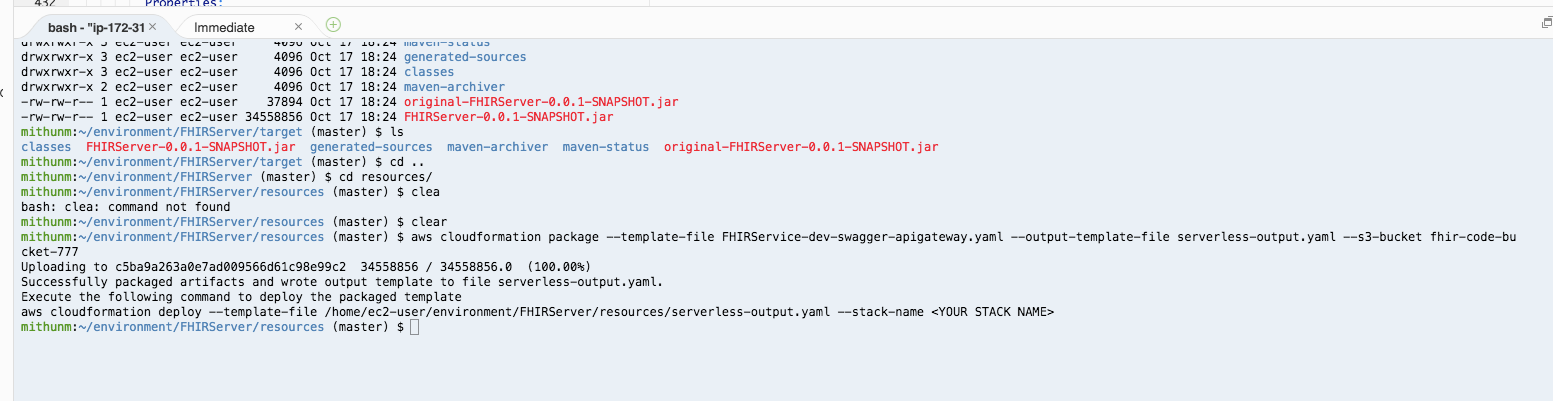 432 Properties:
bash - "ip-172-31 × Immediate ×
drwxrwxr-x 3 ec2-user ec2-user 4096 Oct 17 18:24 maven-status
drwxrwxr-x 3 ec2-user ec2-user 4096 Oct 17 18:24 generated-sources
drwxrwxr-x 3 ec2-user ec2-user 4096 Oct 17 18:24 classes
drwxrwxr-x 2 ec2-user ec2-user 4096 Oct 17 18:24 maven-archiver
-rw-rw-r-- 1 ec2-user ec2-user 37894 Oct 17 18:24 original-FHIRServer-0.0.1-SNAPSHOT.jar
-rw-rw-r-- 1 ec2-user ec2-user 34558856 Oct 17 18:24 FHIRServer-0.0.1-SNAPSHOT.jar
mithunm:~/environment/FHIRServer/target (master) $ ls
classes FHIRServer-0.0.1-SNAPSHOT.jar generated-sources maven-archiver maven-status original-FHIRServer-0.0.1-SNAPSHOT.jar
mithunm:~/environment/FHIRServer/target (master) $ cd ..
mithunm:~/environment/FHIRServer (master) $ cd resources/
mithunm:~/environment/FHIRServer/resources (master) $ clea
bash: clea: command not found
mithunm:~/environment/FHIRServer/resources (master) $ clear
mithunm:~/environment/FHIRServer/resources (master) $ aws cloudformation package --template-file FHIRService-dev-swagger-apigateway.yaml --output-template-file serverless-output.yaml --s3-bucket fhir-code-bu
cket-777
Uploading to c5ba9a263a0e7ad009566d61c98e99c2 34558856 / 34558856.0 (100.00%)
Successfully packaged artifacts and wrote output template to file serverless-output.yaml.
Execute the following command to deploy the packaged template
aws cloudformation deploy --template-file /home/ec2-user/environment/FHIRServer/resources/serverless-output.yaml --stack-name <YOUR STACK NAME>
mithunm:~/environment/FHIRServer/resources (master) $